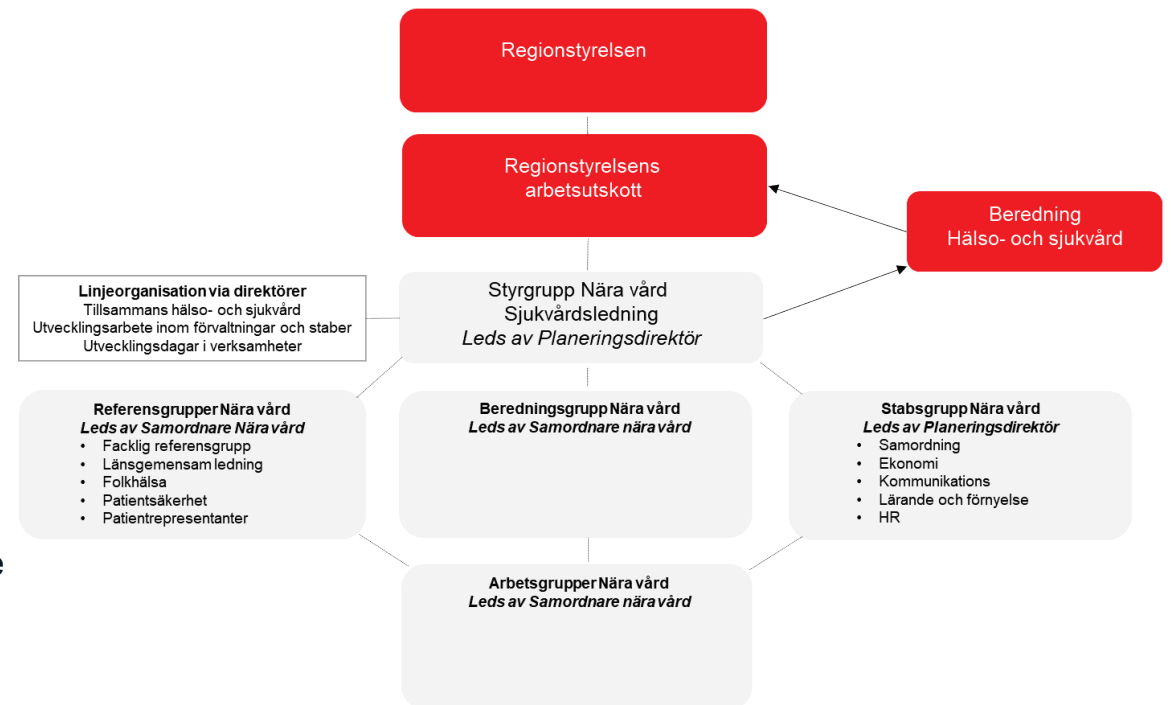 Regionstyrelsen
Regionstyrelsens
arbetsutskott
Beredning
Hälso- och sjukvård
Linjeorganisation via direktörer
Tillsammans hälso- och sjukvård
Utvecklingsarbete inom förvaltningar och staber
Utvecklingsdagar i verksamheter
Styrgrupp Nära vård
Sjukvårdsledning
Leds av Planeringsdirektör
Referensgrupper Nära vård
Leds av Samordnare Nära vård
• Facklig referensgrupp
• Länsgemensam ledning
• Folkhälsa
• Patientsäkerhet
• Patientrepresentanter
Beredningsgrupp Nära vård
Leds av Samordnare nära vård
Stabsgrupp Nära vård
Leds av Planeringsdirektör
• Samordning
• Ekonomi
• Kommunikations
• Lärande och förnyelse
• HR
e
Arbetsgrupper Nära vård
Leds av Samordnare nära vård